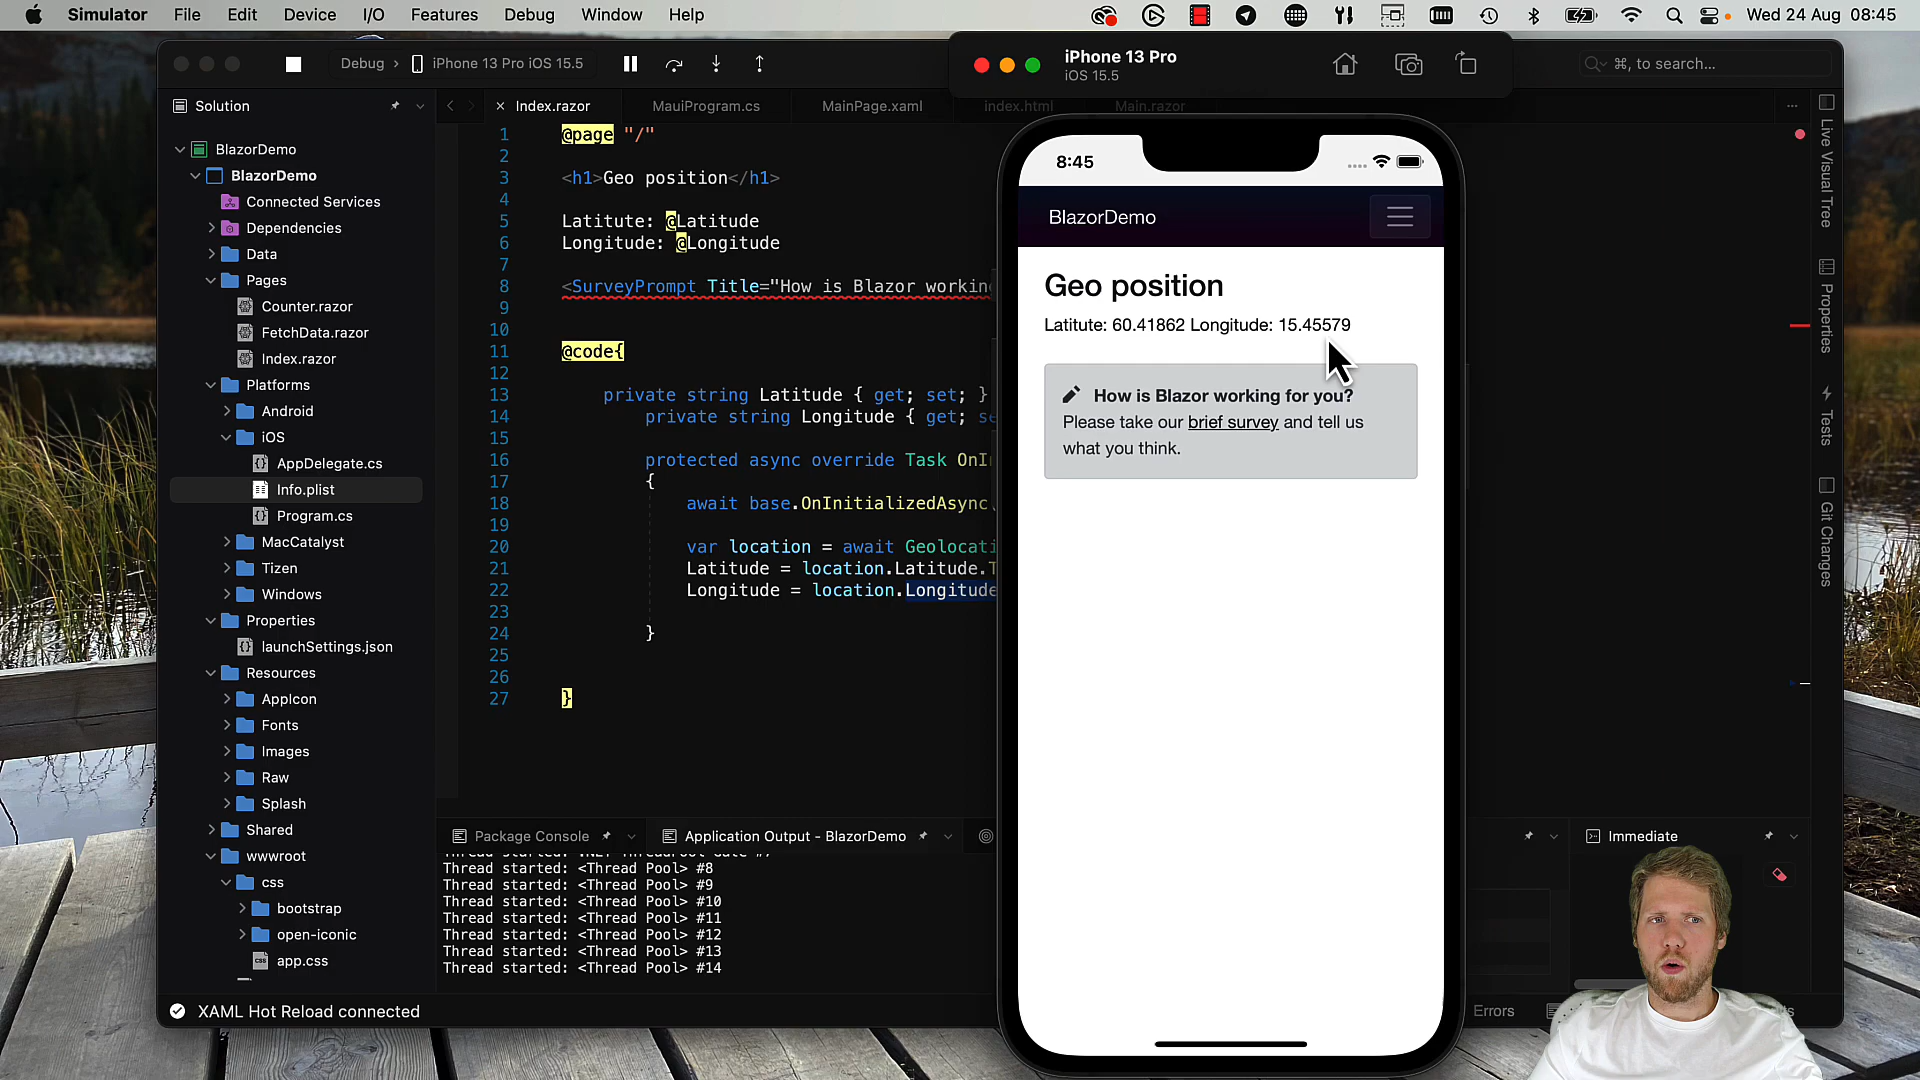 Simulator File Edit Device I/O Features Debug Window Help
Wed 24 Aug 08:45
Debug › iPhone 13 Pro iOS 15.5
iPhone 13 Pro
iOS 15.5
⌘, to search...
Solution
Index.razor MauiProgram.cs MainPage.xaml index.html Main.razor
BlazorDemo
BlazorDemo
Connected Services
Dependencies
Data
Pages
Counter.razor
FetchData.razor
Index.razor
Platforms
Android
iOS
AppDelegate.cs
Info.plist
Program.cs
MacCatalyst
Tizen
Windows
Properties
launchSettings.json
Resources
AppIcon
Fonts
Images
Raw
Splash
Shared
wwwroot
css
bootstrap
open-iconic
app.css
1 @page "/"
2
3 <h1>Geo position</h1>
4
5 Latitute: @Latitude
6 Longitude: @Longitude
7
8 <SurveyPrompt Title="How is Blazor working
9
10
11 @code{
12
13 private string Latitude { get; set; }
14 private string Longitude { get; se
15
16 protected async override Task OnI
17 {
18 await base.OnInitializedAsync
19
20 var location = await Geolocati
21 Latitude = location.Latitude.T
22 Longitude = location.Longitude
23
24 }
25
26
27 }
8:45
BlazorDemo
Geo position
Latitute: 60.41862 Longitude: 15.45579
How is Blazor working for you?
Please take our brief survey and tell us
what you think.
Live Visual Tree
Properties
Tests
Git Changes
Package Console
Application Output - BlazorDemo
Immediate
Thread started: <Thread Pool> #8
Thread started: <Thread Pool> #9
Thread started: <Thread Pool> #10
Thread started: <Thread Pool> #11
Thread started: <Thread Pool> #12
Thread started: <Thread Pool> #13
Thread started: <Thread Pool> #14
XAML Hot Reload connected
Errors